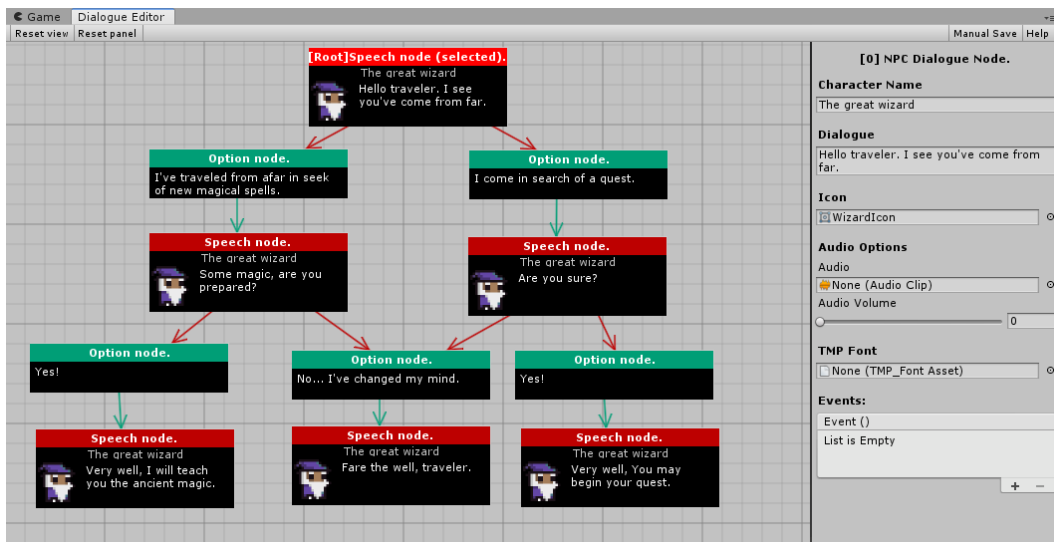 Game Dialogue Editor
Reset view Reset panel Manual Save Help
[Root]Speech node (selected).
The great wizard
Hello traveler. I see
you've come from far.
Option node.
I've traveled from afar in seek
of new magical spells.
Option node.
I come in search of a quest.
Speech node.
The great wizard
Some magic, are you
prepared?
Speech node.
The great wizard
Are you sure?
Option node.
Yes!
Option node.
No... I've changed my mind.
Option node.
Yes!
Speech node.
The great wizard
Very well, I will teach
you the ancient magic.
Speech node.
The great wizard
Fare the well, traveler.
Speech node.
The great wizard
Very well, You may
begin your quest.
[0] NPC Dialogue Node.
Character Name
The great wizard
Dialogue
Hello traveler. I see you've come from
far.
Icon
WizardIcon
Audio Options
Audio
None (Audio Clip)
Audio Volume
0
TMP Font
None (TMP_Font Asset)
Events:
Event ()
List is Empty
+ −